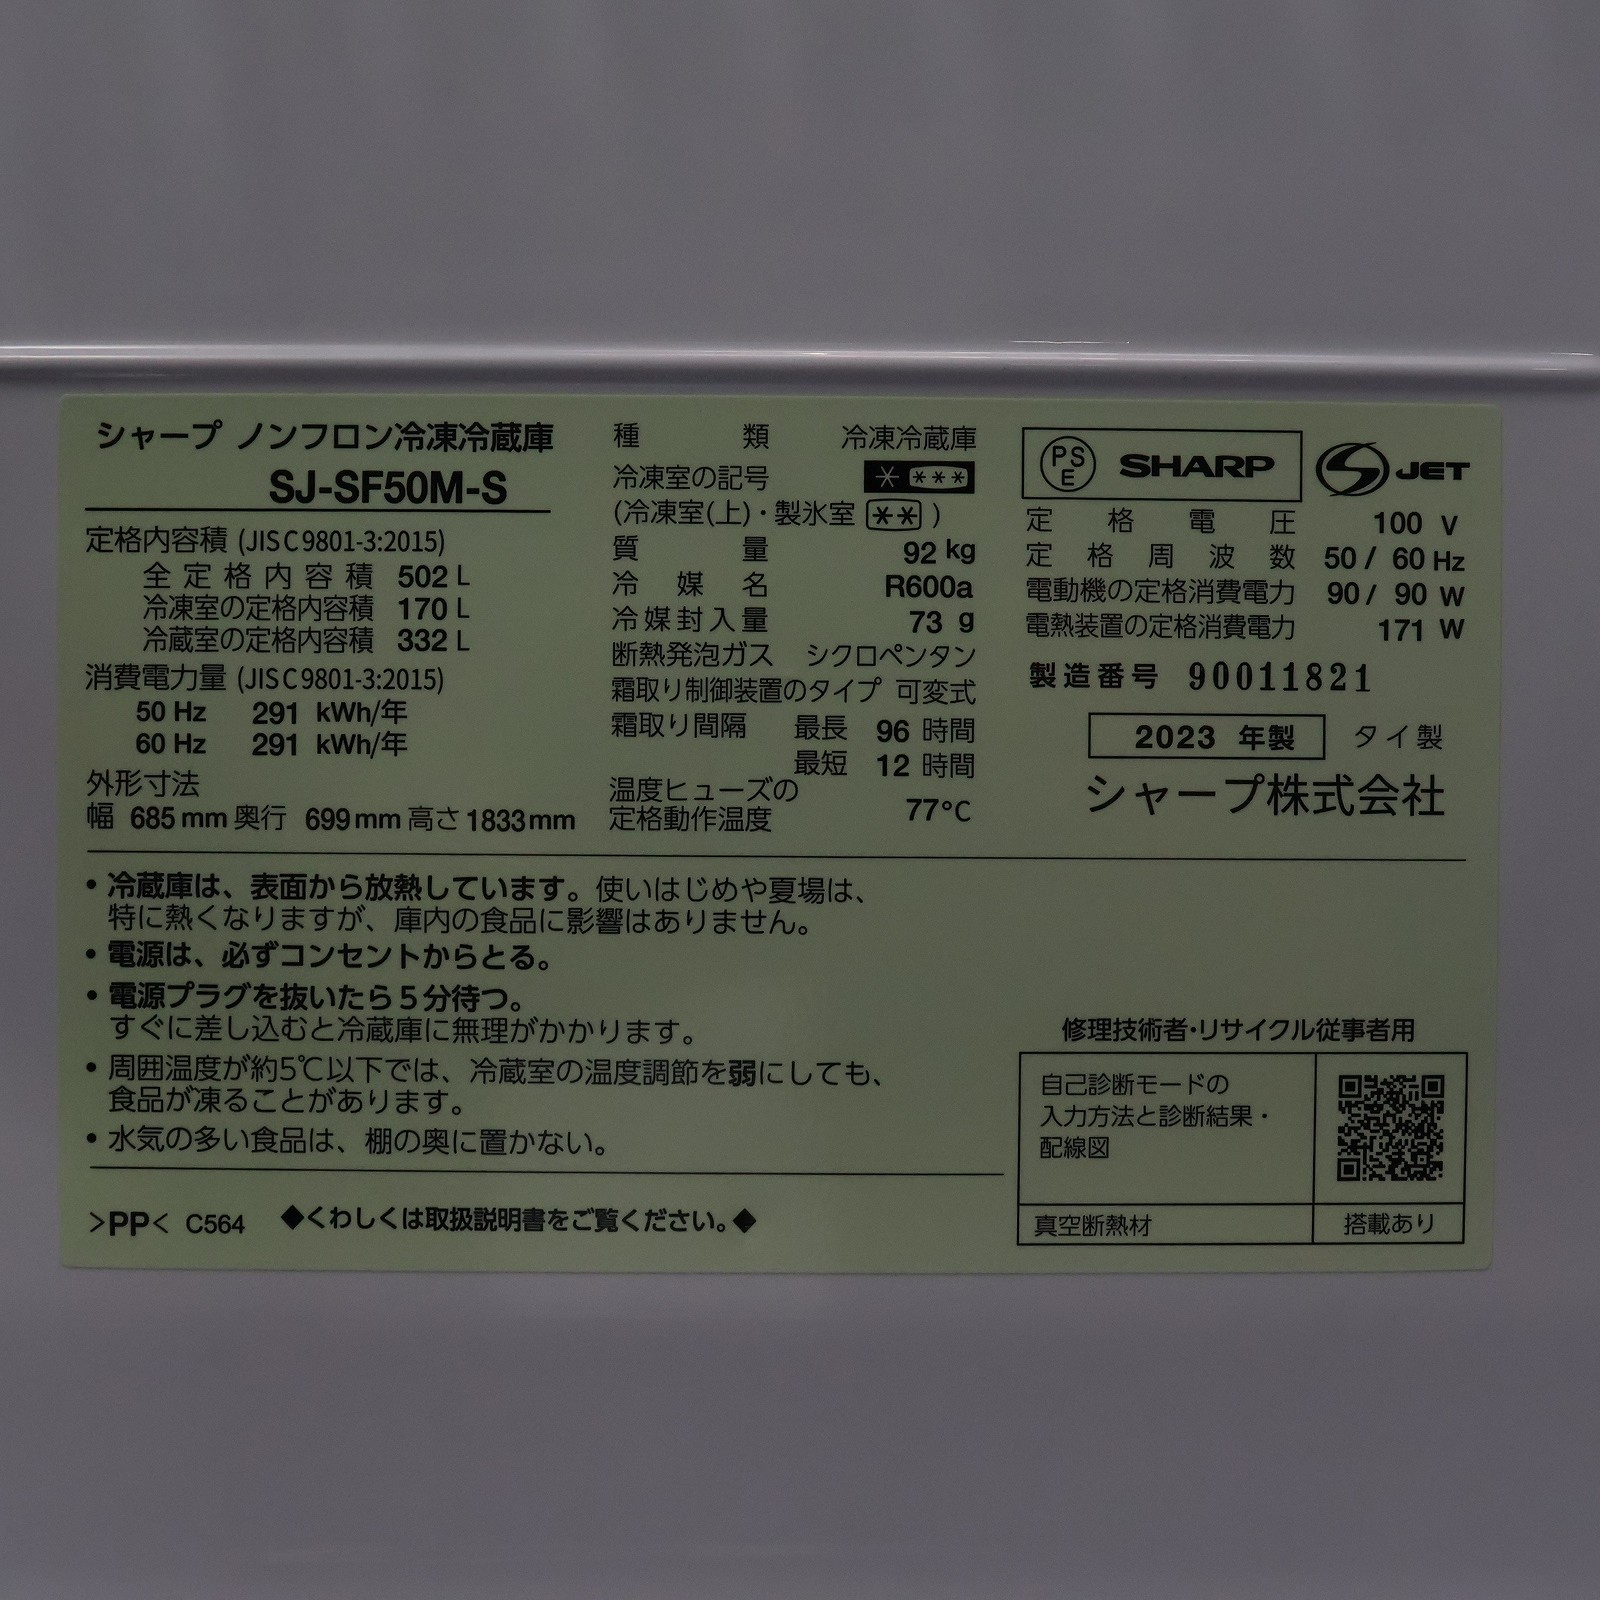 シャープ ノンフロン冷凍冷蔵庫
SJ-SF50M-S
定格内容積 (JIS C 9801-3:2015)
全定格内容積 502 L
冷凍室の定格内容積 170 L
冷蔵室の定格内容積 332 L
消費電力量 (JIS C 9801-3:2015)
50 Hz 291 kWh/年
60 Hz 291 kWh/年
外形寸法
幅 685 mm 奥行 699 mm 高さ 1833 mm
種類 冷凍冷蔵庫
冷凍室の記号 * ***
(冷凍室(上)・製氷室 ** )
質量 92 kg
冷媒名 R600a
冷媒封入量 73 g
断熱発泡ガス シクロペンタン
霜取り制御装置のタイプ 可変式
霜取り間隔 最長 96 時間
最短 12 時間
温度ヒューズの
定格動作温度 77℃
PSE SHARP S JET
定格電圧 100 V
定格周波数 50 / 60 Hz
電動機の定格消費電力 90 / 90 W
電熱装置の定格消費電力 171 W
製造番号 90011821
2023 年製 タイ製
シャープ株式会社
・冷蔵庫は、表面から放熱しています。使いはじめや夏場は、
特に熱くなりますが、庫内の食品に影響はありません。
・電源は、必ずコンセントからとる。
・電源プラグを抜いたら5分待つ。
すぐに差し込むと冷蔵庫に無理がかかります。
・周囲温度が約5℃以下では、冷蔵室の温度調節を弱にしても、
食品が凍ることがあります。
・水気の多い食品は、棚の奥に置かない。
>PP< C564 ◆くわしくは取扱説明書をご覧ください。◆
修理技術者・リサイクル従事者用
自己診断モードの
入力方法と診断結果・
配線図
真空断熱材 搭載あり